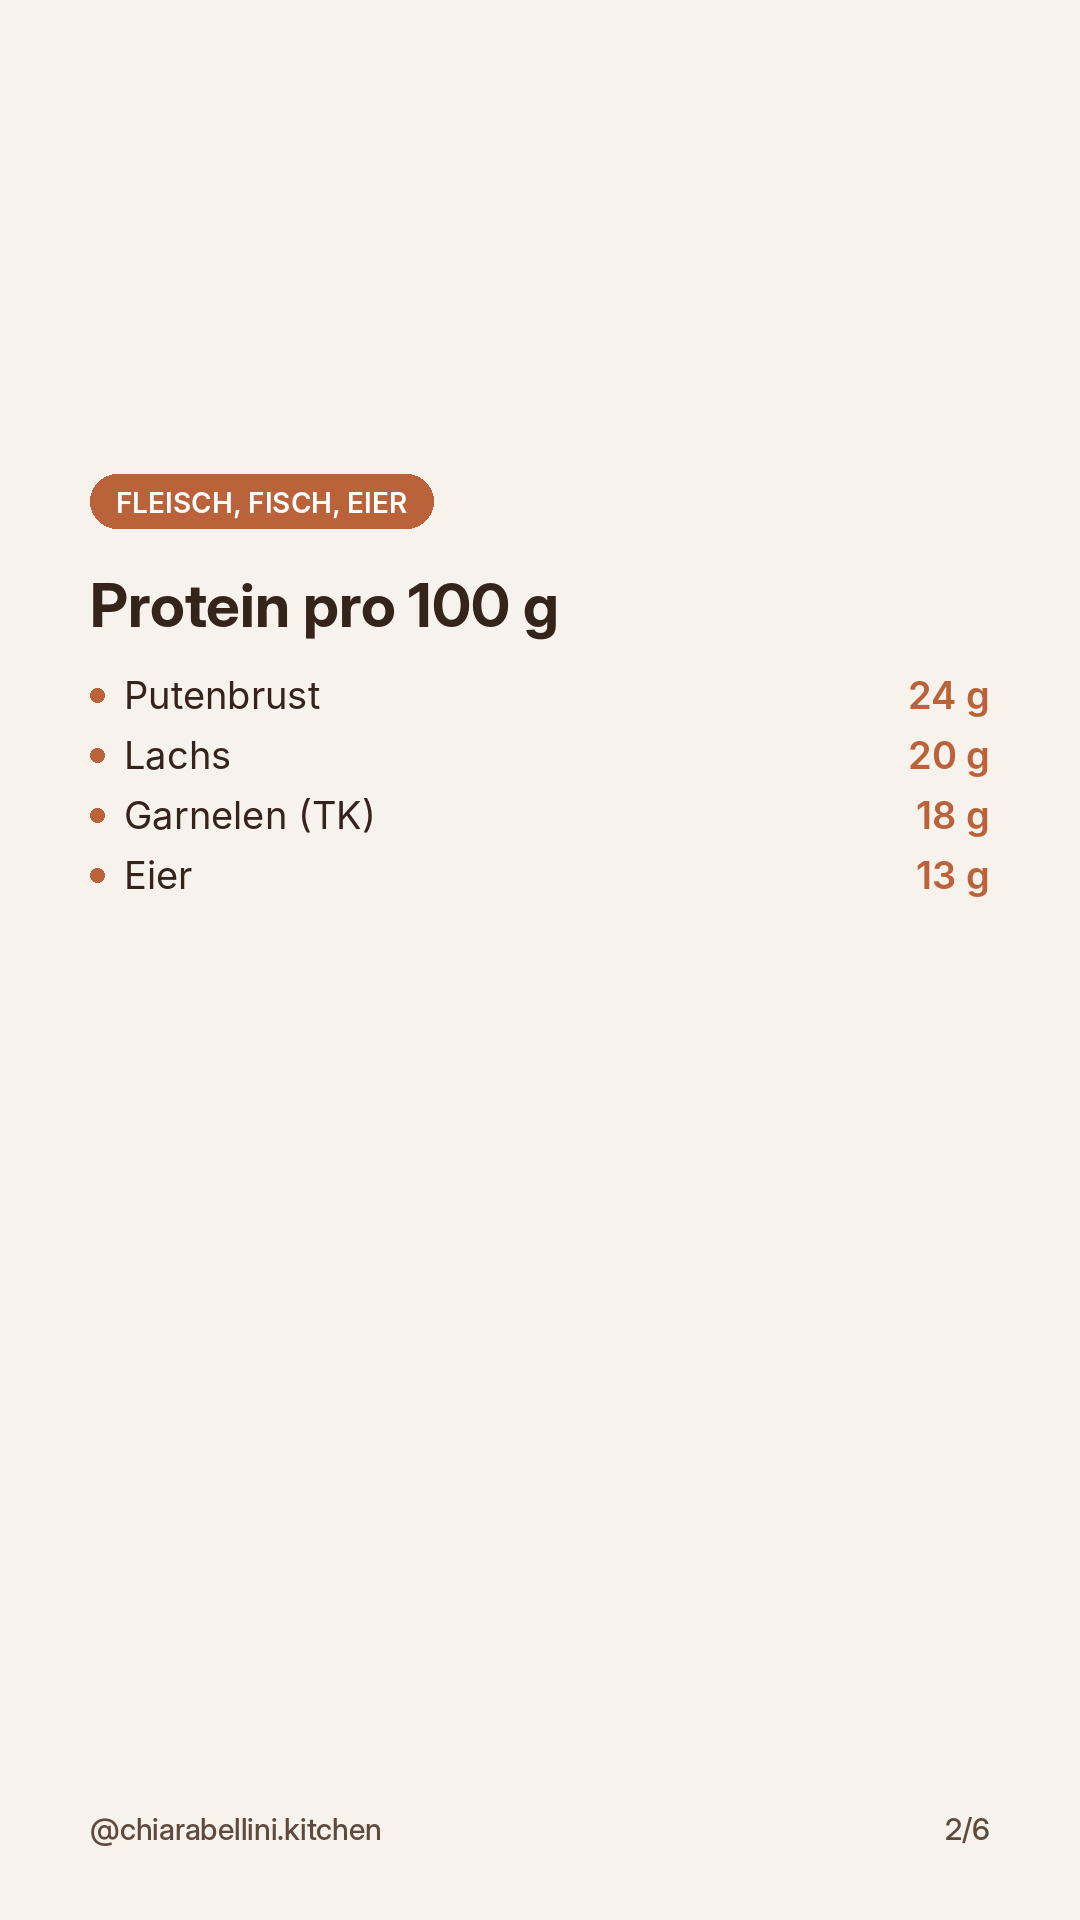 FLEISCH, FISCH, EIER
Protein pro 100 g
• Putenbrust 24 g
• Lachs 20 g
• Garnelen (TK) 18 g
• Eier 13 g
@chiarabellini.kitchen 2/6